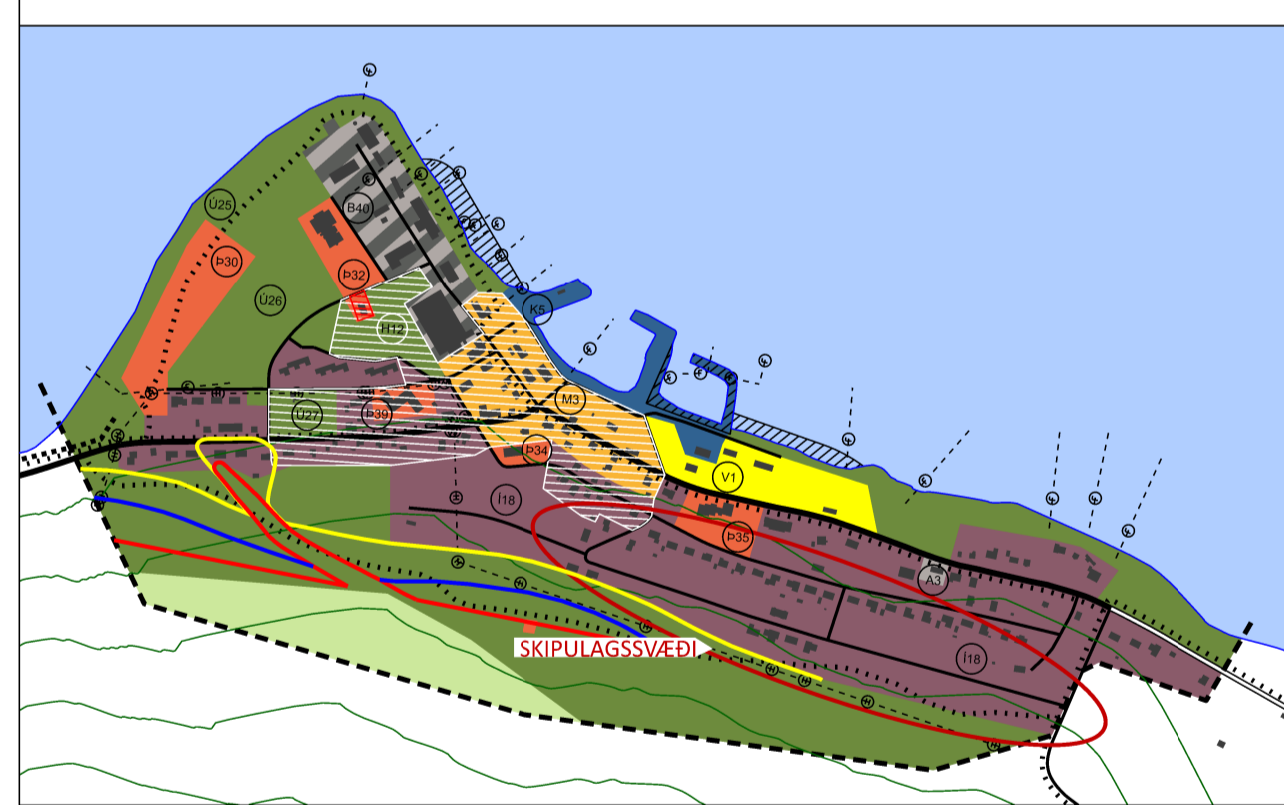 Ú25
B40
Þ30
Þ32
Ú26
K5
H12
M3
Ú27
Þ39
Þ34
V1
Í18
Þ35
A3
SKIPULAGSSVÆÐI
Í18